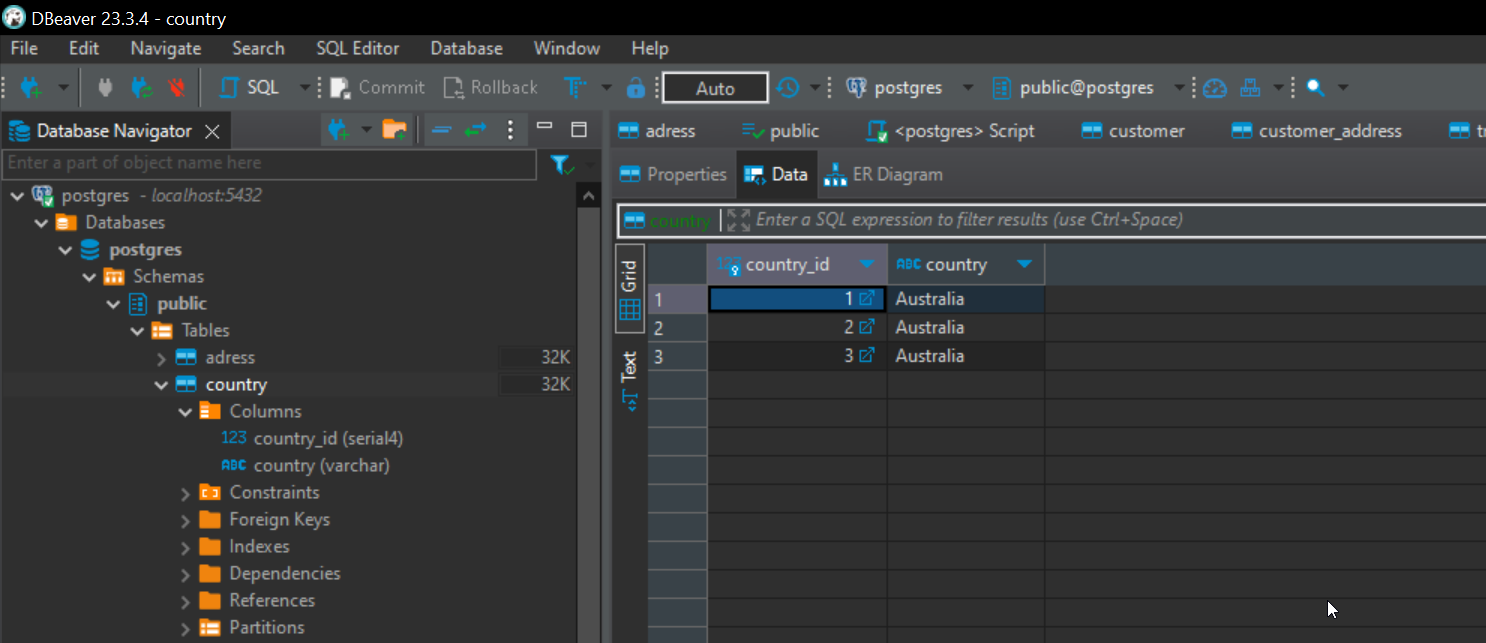 DBeaver 23.3.4 - country
File Edit Navigate Search SQL Editor Database Window Help
SQL Commit Rollback Auto postgres public@postgres
Database Navigator
adress public <postgres> Script customer customer_address
Enter a part of object name here
Properties Data ER Diagram
postgres - localhost:5432
Databases
postgres
Schemas
public
Tables
adress 32K
country 32K
Columns
123 country_id (serial4)
ABC country (varchar)
Constraints
Foreign Keys
Indexes
Dependencies
References
Partitions
country Enter a SQL expression to filter results (use Ctrl+Space)
Grid
Text
123 country_id ABC country
1 1 Australia
2 2 Australia
3 3 Australia